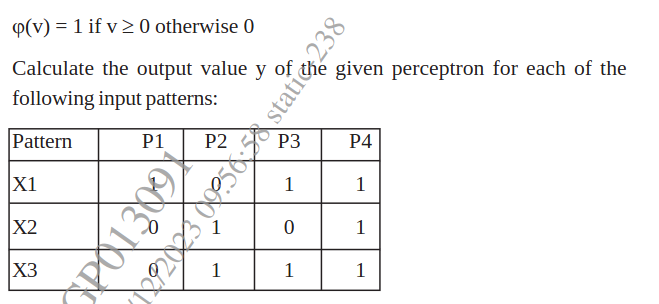 φ(v) = 1 if v ≥ 0 otherwise 0
Calculate the output value y of the given perceptron for each of the
following input patterns:
Pattern P1 P2 P3 P4
X1 1 0 1 1
X2 0 1 0 1
X3 0 1 1 1
GP013091
/12/2023 09:56:58 static-238